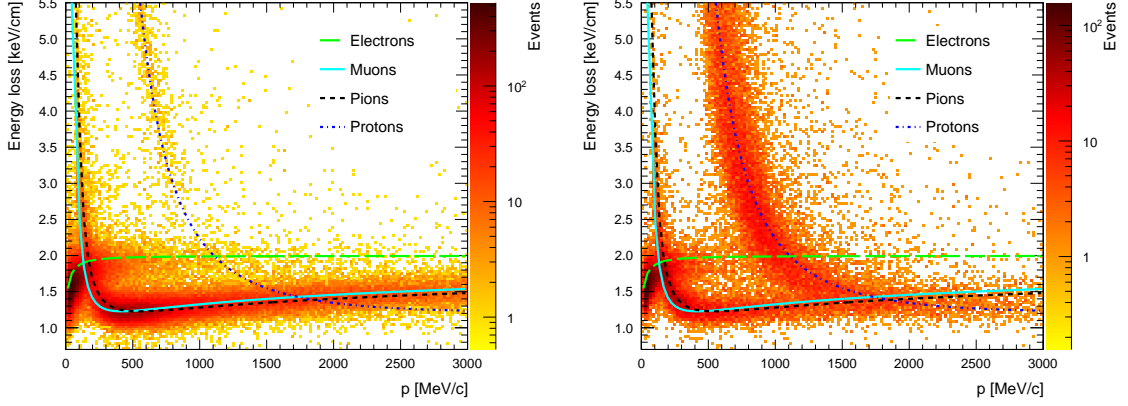 Energy loss [keV/cm]
5.5
5.0
4.5
4.0
3.5
3.0
2.5
2.0
1.5
1.0
0 500 1000 1500 2000 2500 3000
p [MeV/c]
Electrons
Muons
Pions
Protons
Events
10²
10
1
Energy loss [keV/cm]
5.5
5.0
4.5
4.0
3.5
3.0
2.5
2.0
1.5
1.0
0 500 1000 1500 2000 2500 3000
p [MeV/c]
Electrons
Muons
Pions
Protons
Events
10²
10
1